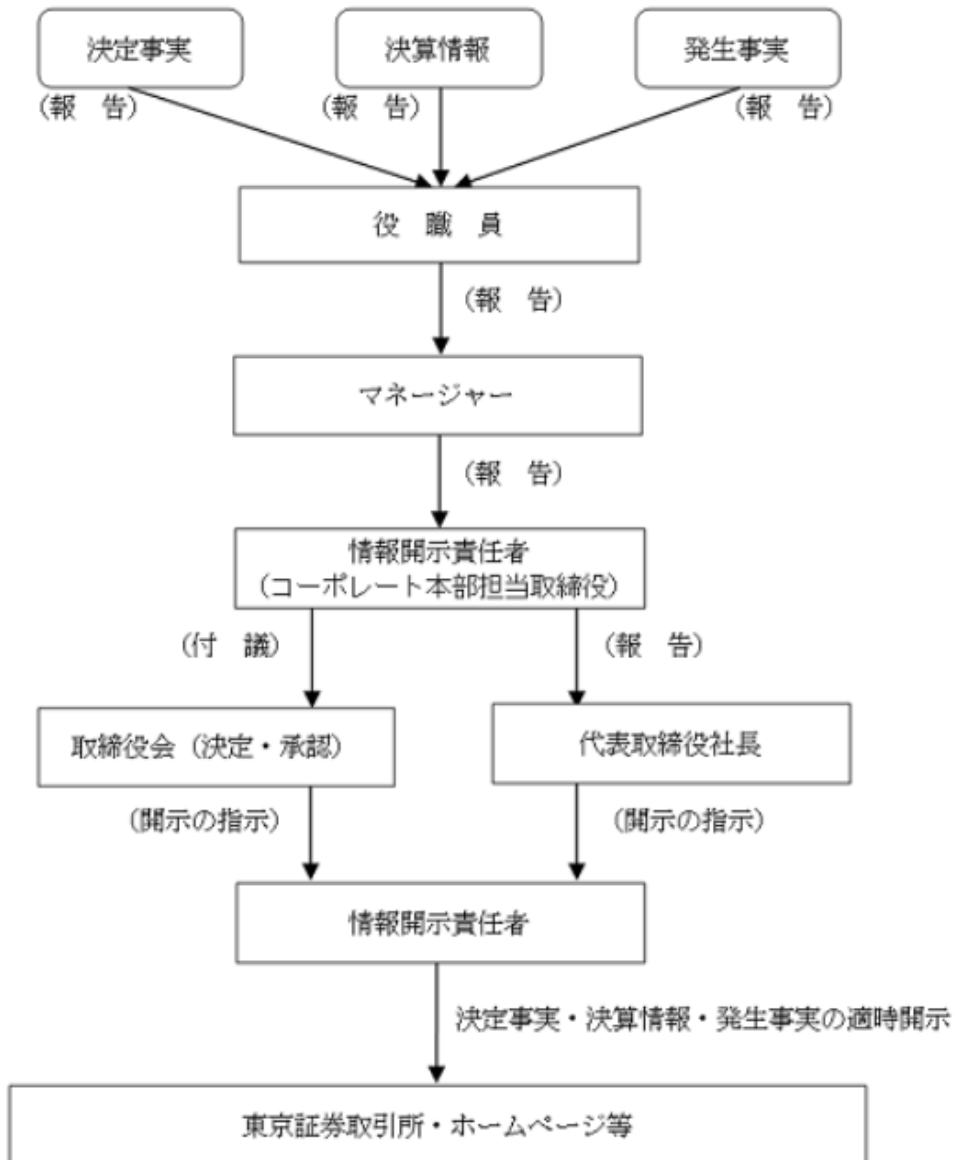 決定事実
決算情報
発生事実
(報　告)
(報　告)
(報　告)
役　職　員
(報　告)
マネージャー
(報　告)
情報開示責任者
（コーポレート本部担当取締役）
(付　議)
(報　告)
取締役会（決定・承認）
代表取締役社長
(開示の指示)
(開示の指示)
情報開示責任者
決定事実・決算情報・発生事実の適時開示
東京証券取引所・ホームページ等